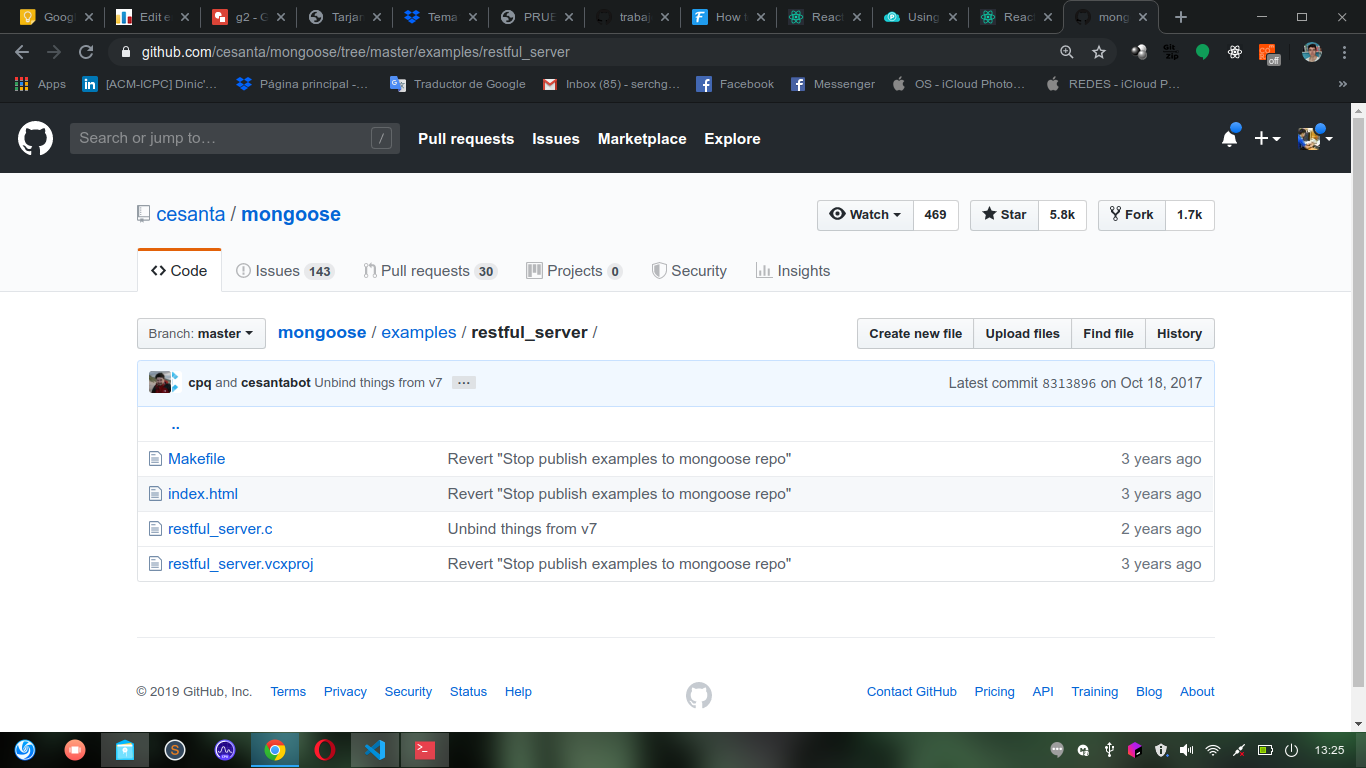 Googl
Edit e
g2 - G
Tarjan
Tema
PRUE
trabaj
How t
React
Using
React
mong
github.com/cesanta/mongoose/tree/master/examples/restful_server
off
Apps
[ACM-ICPC] Dinic'…
Página principal -…
Traductor de Google
Inbox (85) - serchg…
Facebook
Messenger
OS - iCloud Photo…
REDES - iCloud P…
»
Search or jump to…
/
Pull requests
Issues
Marketplace
Explore
cesanta / mongoose
Watch 469
Star 5.8k
Fork 1.7k
Code
Issues 143
Pull requests 30
Projects 0
Security
Insights
Branch: master
mongoose / examples / restful_server /
Create new file
Upload files
Find file
History
cpq and cesantabot Unbind things from v7 …
Latest commit 8313896 on Oct 18, 2017
..
Makefile Revert "Stop publish examples to mongoose repo" 3 years ago
index.html Revert "Stop publish examples to mongoose repo" 3 years ago
restful_server.c Unbind things from v7 2 years ago
restful_server.vcxproj Revert "Stop publish examples to mongoose repo" 3 years ago
© 2019 GitHub, Inc. Terms Privacy Security Status Help
Contact GitHub Pricing API Training Blog About
13:25